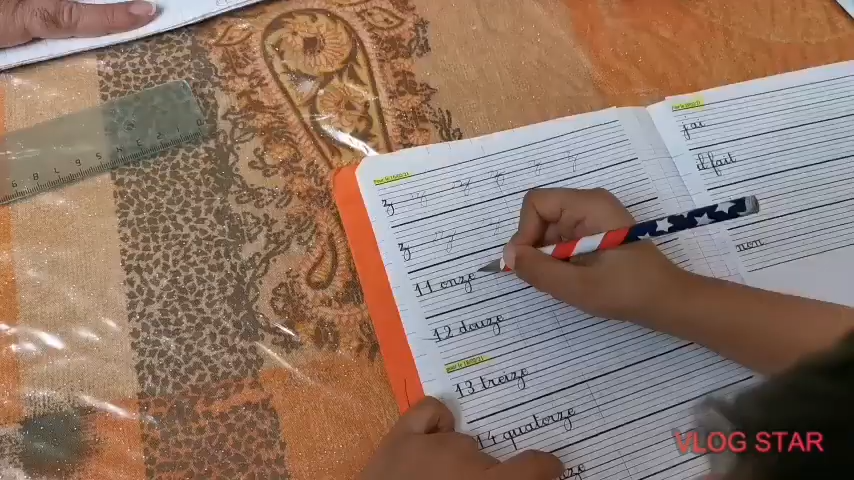 z
z
11 onze
12 douze
13 treize
14 quatorze
j'ai
il fait
non
VLOG STAR